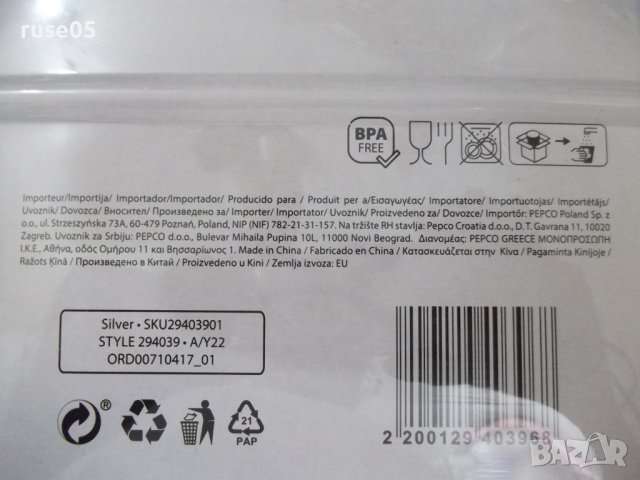 ruse05
BPA
FREE
Importeur/Importija/ Importador/Importador/ Producido para / Produit per a/Εισαγωγέας/ Importatore/ Importuotojas/ Importētājs/
Uvoznik/ Dovozca/ Вносител/ Произведено за/ Importer/ Importator/ Uvoznik/ Proizvedeno za/ Dovozce/ Importőr: PEPCO Poland Sp. z
o.o., ul. Strzeszyńska 73A, 60-479 Poznań, Poland, NIP (NIF) 782-21-31-157. Na tržište RH stavlja: Pepco Croatia d.o.o., D. T. Gavrana 11, 10020
Zagreb. Uvoznik za Srbiju: PEPCO d.o.o., Bulevar Mihaila Pupina 10L, 11000 Novi Beograd. Διανομέας: PEPCO GREECE ΜΟΝΟΠΡΟΣΩΠΗ
Ι.Κ.Ε., Αθήνα, οδός Ομήρου 11 και Βησσαρίωνος 1. Made in China / Fabricado en China / Κατασκευάζεται στην Κίνα / Pagaminta Kinijoje /
Ražots Ķīnā / Произведено в Китай / Proizvedeno u Kini / Zemlja izvoza: EU
Silver • SKU29403901
STYLE 294039 • A/Y22
ORD00710417_01
®
21
PAP
2 200129 403968
BAZAR